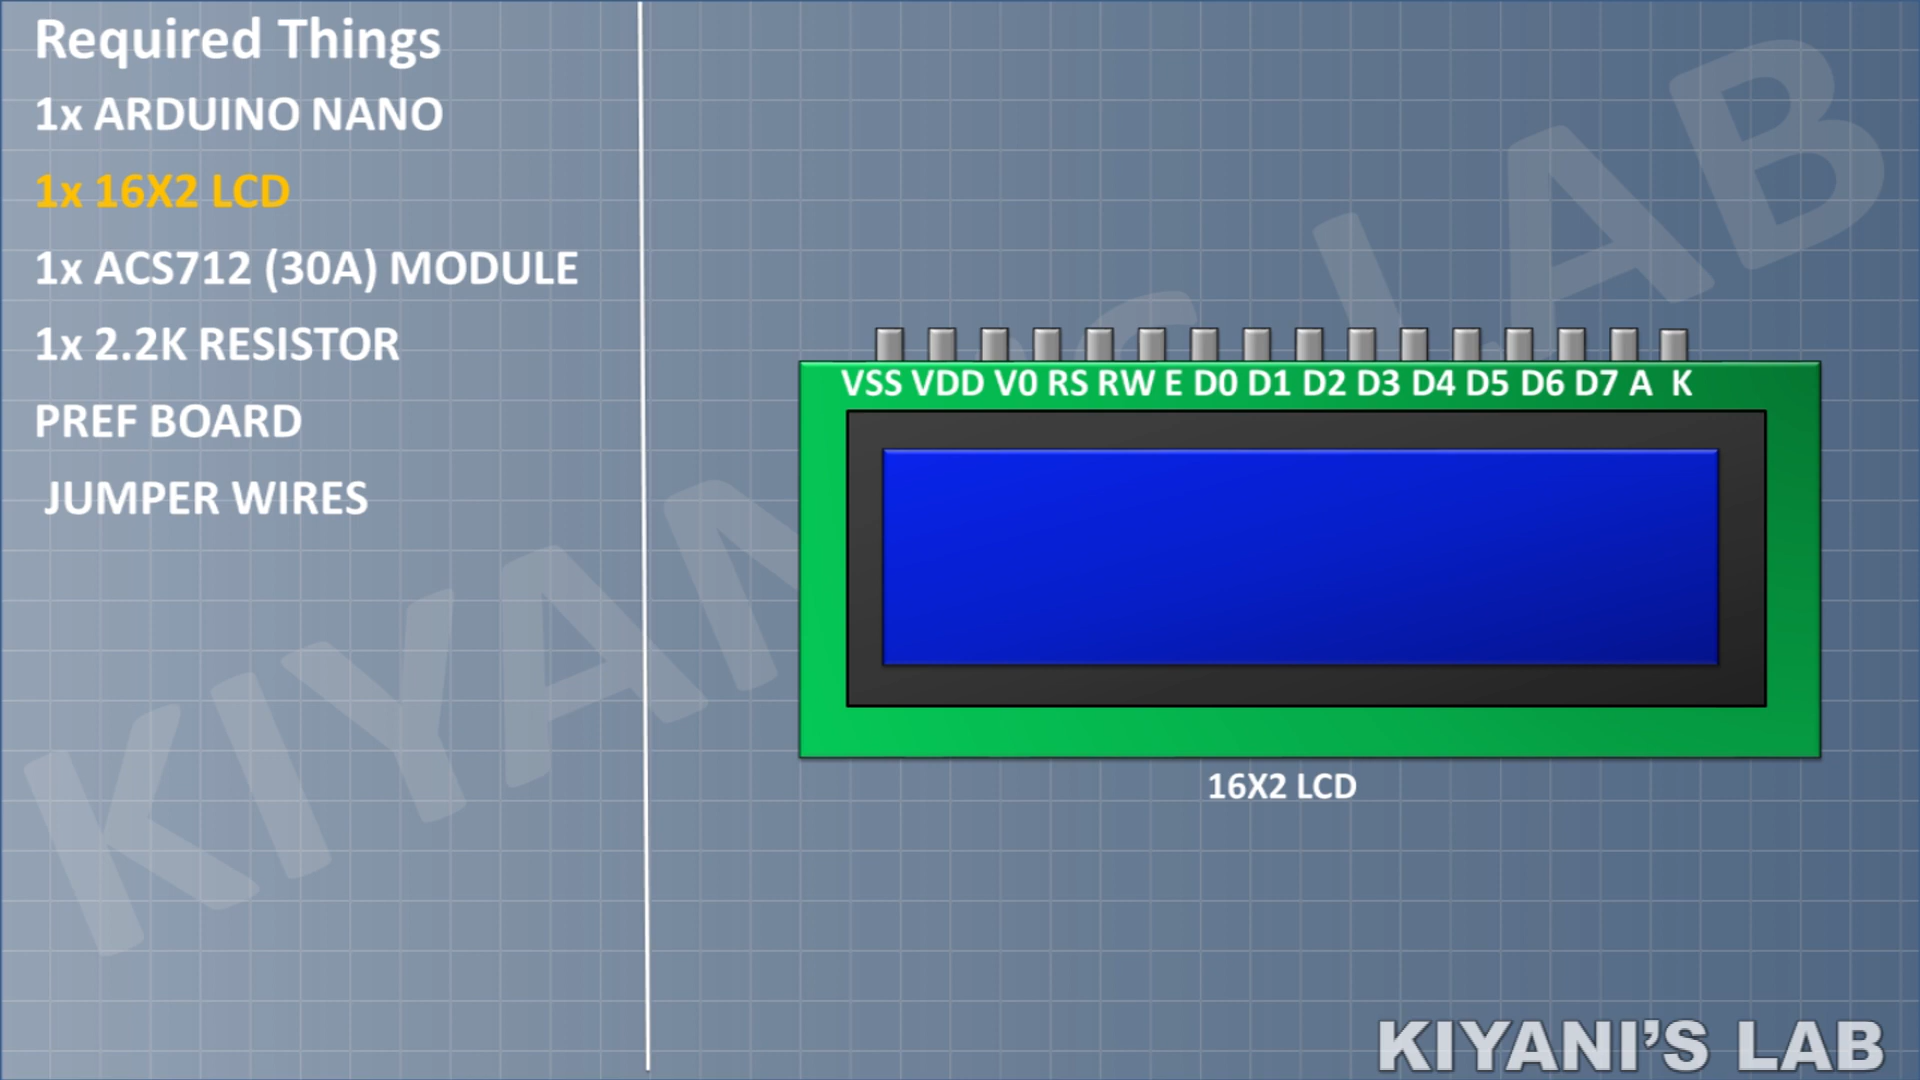 Required Things
1x ARDUINO NANO
1x 16X2 LCD
1x ACS712 (30A) MODULE
1x 2.2K RESISTOR
PREF BOARD
JUMPER WIRES
VSS VDD V0 RS RW E D0 D1 D2 D3 D4 D5 D6 D7 A K
16X2 LCD
KIYANI'S LAB
KIYANI'S LAB